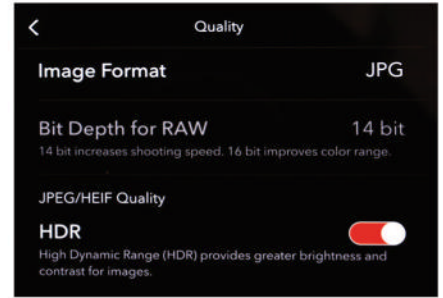 Quality
Image Format JPG
Bit Depth for RAW 14 bit
14 bit increases shooting speed. 16 bit improves color range.
JPEG/HEIF Quality
HDR
High Dynamic Range (HDR) provides greater brightness and
contrast for images.